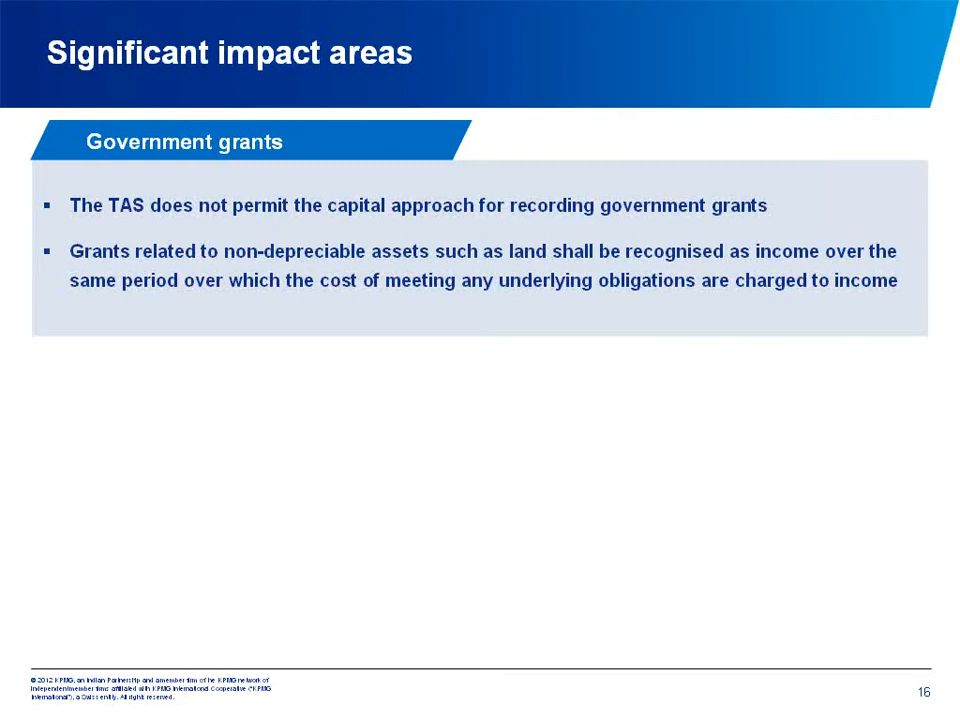 Significant impact areas
Government grants
▪ The TAS does not permit the capital approach for recording government grants
▪ Grants related to non-depreciable assets such as land shall be recognised as income over the
same period over which the cost of meeting any underlying obligations are charged to income
© 2012 KPMG, an Indian Partnership and a member firm of the KPMG network of
independent member firms affiliated with KPMG International Cooperative ("KPMG
International"), a Swiss entity. All rights reserved.
16